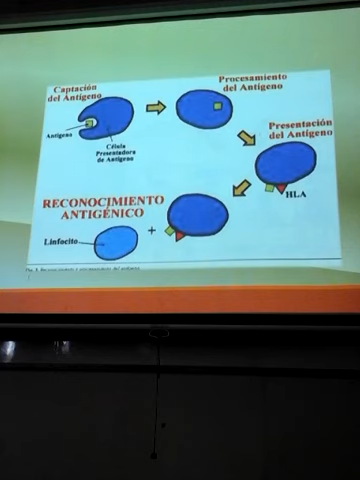 Captación
del Antígeno
Procesamiento
del Antígeno
Antígeno
Célula
Presentadora
de Antígeno
Presentación
del Antígeno
HLA
RECONOCIMIENTO
ANTIGÉNICO
Linfocito
+